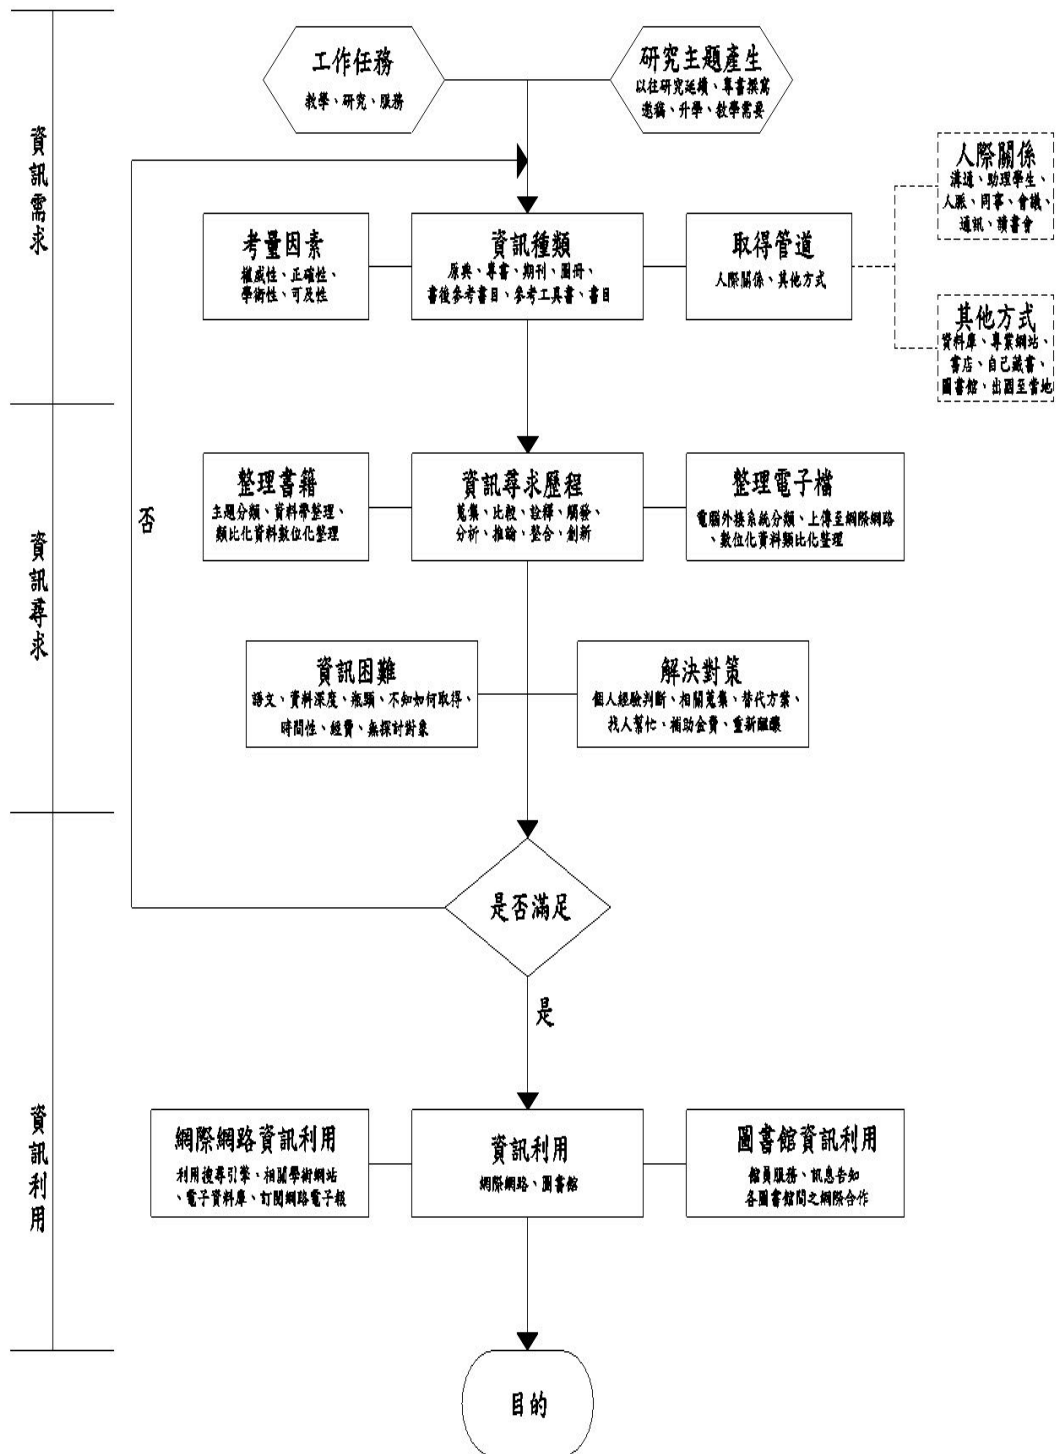 資訊需求
工作任務
教學、研究、服務
研究主題產生
以往研究延續、專書撰寫
邀稿、升學、教學需要
人際關係
溝通、助理學生、
人脈、同事、會議、
通訊、讀書會
考量因素
權威性、正確性、
學術性、可及性
資訊種類
原典、專書、期刊、圖冊、
書後參考書目、參考工具書、書目
取得管道
人際關係、其他方式
其他方式
資料庫、專業網站、
書店、自己藏書、
圖書館、出國至當地
資訊尋求
否
整理書籍
主題分類、資料帶整理、
類比化資料數位化整理
資訊尋求歷程
蒐集、比較、詮釋、觸發、
分析、推論、整合、創新
整理電子檔
電腦外接系統分類、上傳至網際網路
、數位化資料類比化整理
資訊困難
語文、資料深度、瓶頸、不知如何取得、
時間性、經費、無探討對象
解決對策
個人經驗判斷、相關蒐集、替代方案、
找人幫忙、補助金費、重新醞釀
是否滿足
是
資訊利用
網際網路資訊利用
利用搜尋引擎、相關學術網站
、電子資料庫、訂閱網路電子報
資訊利用
網際網路、圖書館
圖書館資訊利用
館員服務、訊息告知
各圖書館間之網際合作
目的